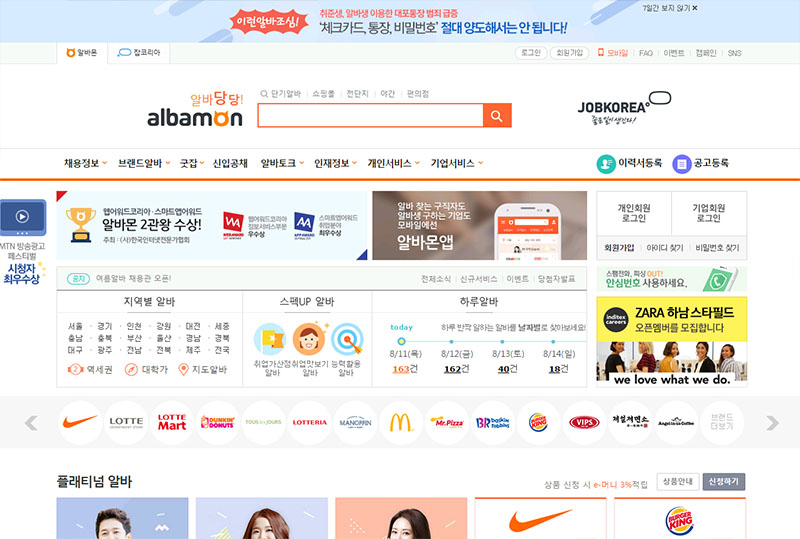 이런알바조심!
취준생, 알바생 이용한 대포통장 범죄 급증
'체크카드, 통장, 비밀번호' 절대 양도해서는 안 됩니다!
7일간 보지 않기 ×
알바몬
잡코리아
로그인 회원가입 모바일 FAQ 이벤트 캠페인 SNS
알바당당!
albamon
단기알바 쇼핑몰 전단지 야간 편의점
JOBKOREA
채용정보 브랜드알바 굿잡 신입공채 알바토크 인재정보 개인서비스 기업서비스
이력서등록 공고등록
MTN 방송광고
페스티벌
시청자
최우수상
웹어워드코리아·스마트앱어워드
알바몬 2관왕 수상!
주최 : (사)한국인터넷전문가협회
웹어워드코리아
정보서비스부문
우수상
스마트앱어워드
취업분야
최우수상
알바 찾는 구직자도
알바생 구하는 기업도
모바일에선
알바몬앱
개인회원
로그인
기업회원
로그인
회원가입 아이디 찾기 비밀번호 찾기
공지 여름알바 채용관 오픈!
전체소식 신규서비스 이벤트 당첨자발표
스팸전화, 피싱 OUT!
안심번호 사용하세요.
지역별 알바
서울 경기 인천 강원 대전 세종
충남 충북 부산 울산 경남 경북
대구 광주 전남 전북 제주 전국
역세권 대학가 지도알바
스펙UP 알바
취업가산점
알바
취업맛보기
알바
능력활용
알바
하루알바
today 하루 반짝 일하는 알바를 날짜별로 찾아보세요!
8/11(목) 8/12(금) 8/13(토) 8/14(일)
163건 162건 40건 18건
inditex
careers
ZARA 하남 스타필드
오픈멤버를 모집합니다
we love what we do.
LOTTE
DEPARTMENT STORE
LOTTE
Mart
DUNKIN'
DONUTS
TOUS les JOURS
LOTTERIA
MANOFFIN
Mr.Pizza
BR baskin robbins
BURGER
KING
VIPS
제일제면소
Angel-in-us Coffee
브랜드
더보기
플래티넘 알바
상품 신청 시 e-머니 3%적립
상품안내
신청하기
BURGER
KING